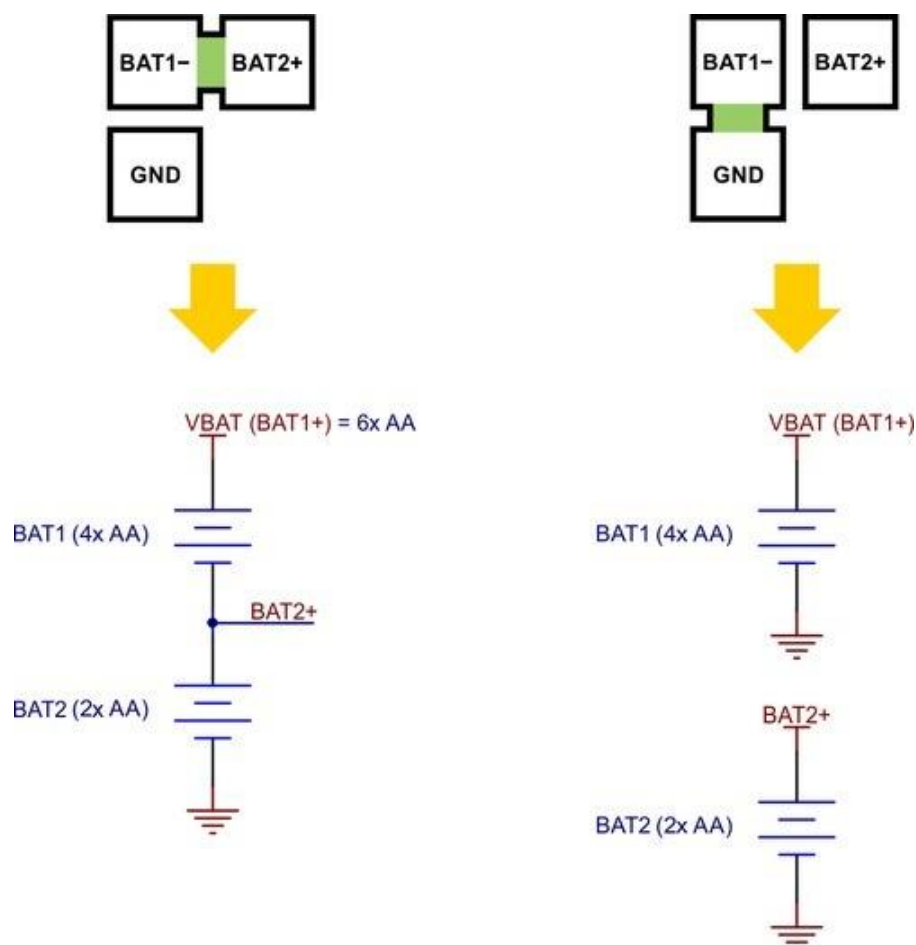 BAT1− BAT2+
GND
BAT1− BAT2+
GND
VBAT (BAT1+) = 6x AA
BAT1 (4x AA)
BAT2+
BAT2 (2x AA)
VBAT (BAT1+)
BAT1 (4x AA)
BAT2+
BAT2 (2x AA)